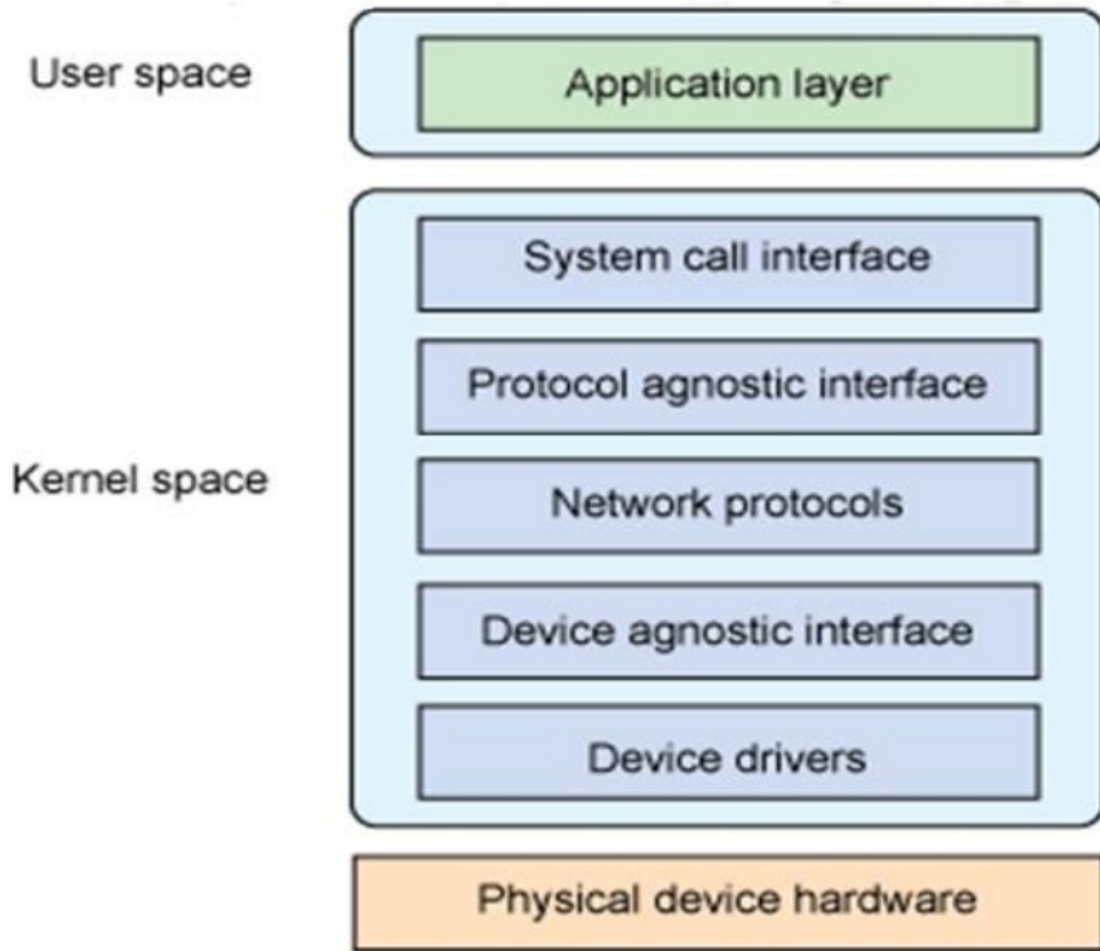 User space
Application layer
System call interface
Protocol agnostic interface
Kernel space
Network protocols
Device agnostic interface
Device drivers
Physical device hardware